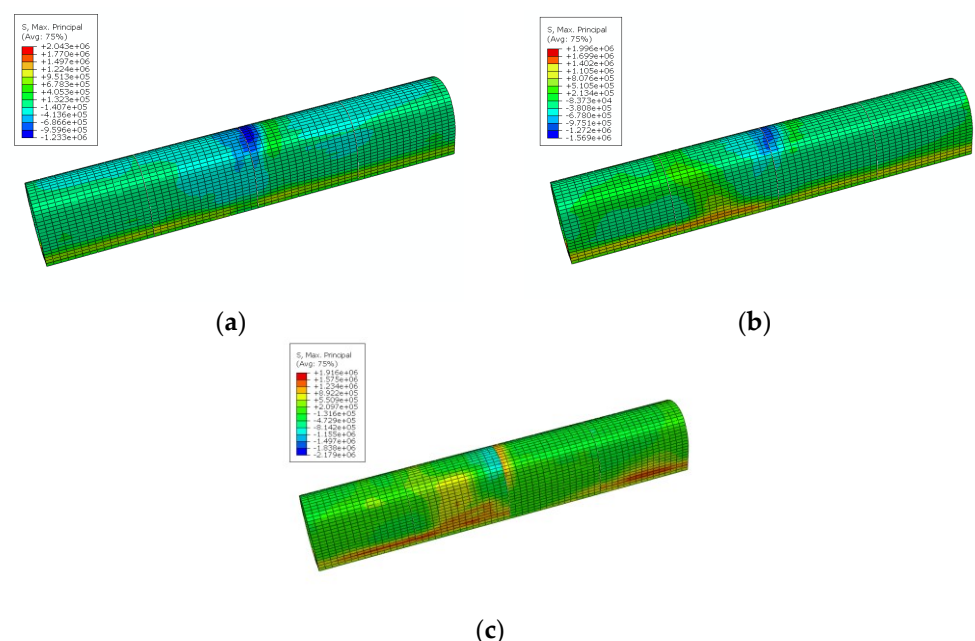 S, Max. Principal
(Avg: 75%)
+2.043e+06
+1.770e+06
+1.497e+06
+1.224e+06
+9.513e+05
+6.783e+05
+4.053e+05
+1.323e+05
-1.407e+05
-4.136e+05
-6.866e+05
-9.596e+05
-1.233e+06
S, Max. Principal
(Avg: 75%)
+1.996e+06
+1.699e+06
+1.402e+06
+1.105e+06
+8.076e+05
+5.105e+05
+2.134e+05
-8.373e+04
-3.808e+05
-6.780e+05
-9.751e+05
-1.272e+06
-1.569e+06
(a)
(b)
S, Max. Principal
(Avg: 75%)
+1.916e+06
+1.575e+06
+1.234e+06
+8.922e+05
+5.509e+05
+2.097e+05
-1.316e+05
-4.729e+05
-8.142e+05
-1.155e+06
-1.497e+06
-1.838e+06
-2.179e+06
(c)